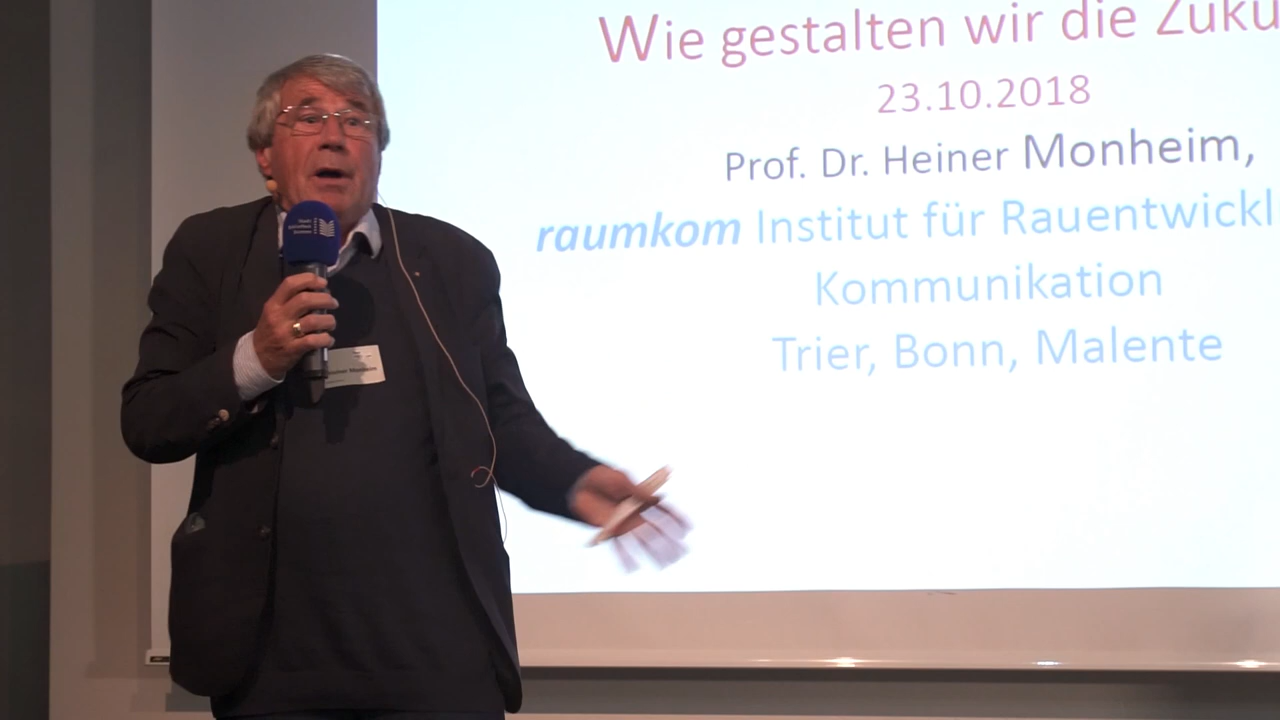 Wie gestalten wir die Zuku
23.10.2018
Prof. Dr. Heiner Monheim,
raumkom Institut für Rauentwickl
Kommunikation
Trier, Bonn, Malente
Monheim